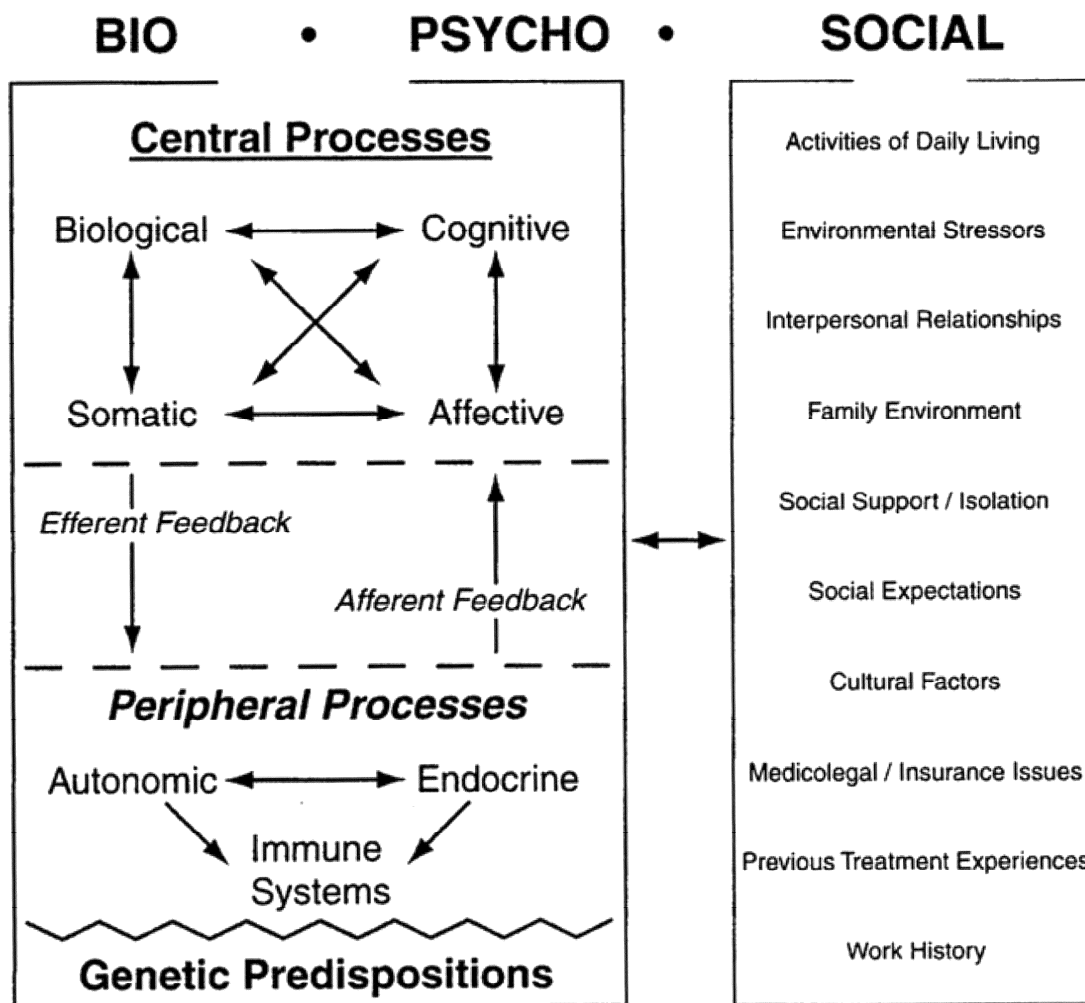 BIO • PSYCHO • SOCIAL
Central Processes
Biological Cognitive
Somatic Affective
Efferent Feedback
Afferent Feedback
Peripheral Processes
Autonomic Endocrine
Immune
Systems
Genetic Predispositions
Activities of Daily Living
Environmental Stressors
Interpersonal Relationships
Family Environment
Social Support / Isolation
Social Expectations
Cultural Factors
Medicolegal / Insurance Issues
Previous Treatment Experiences
Work History